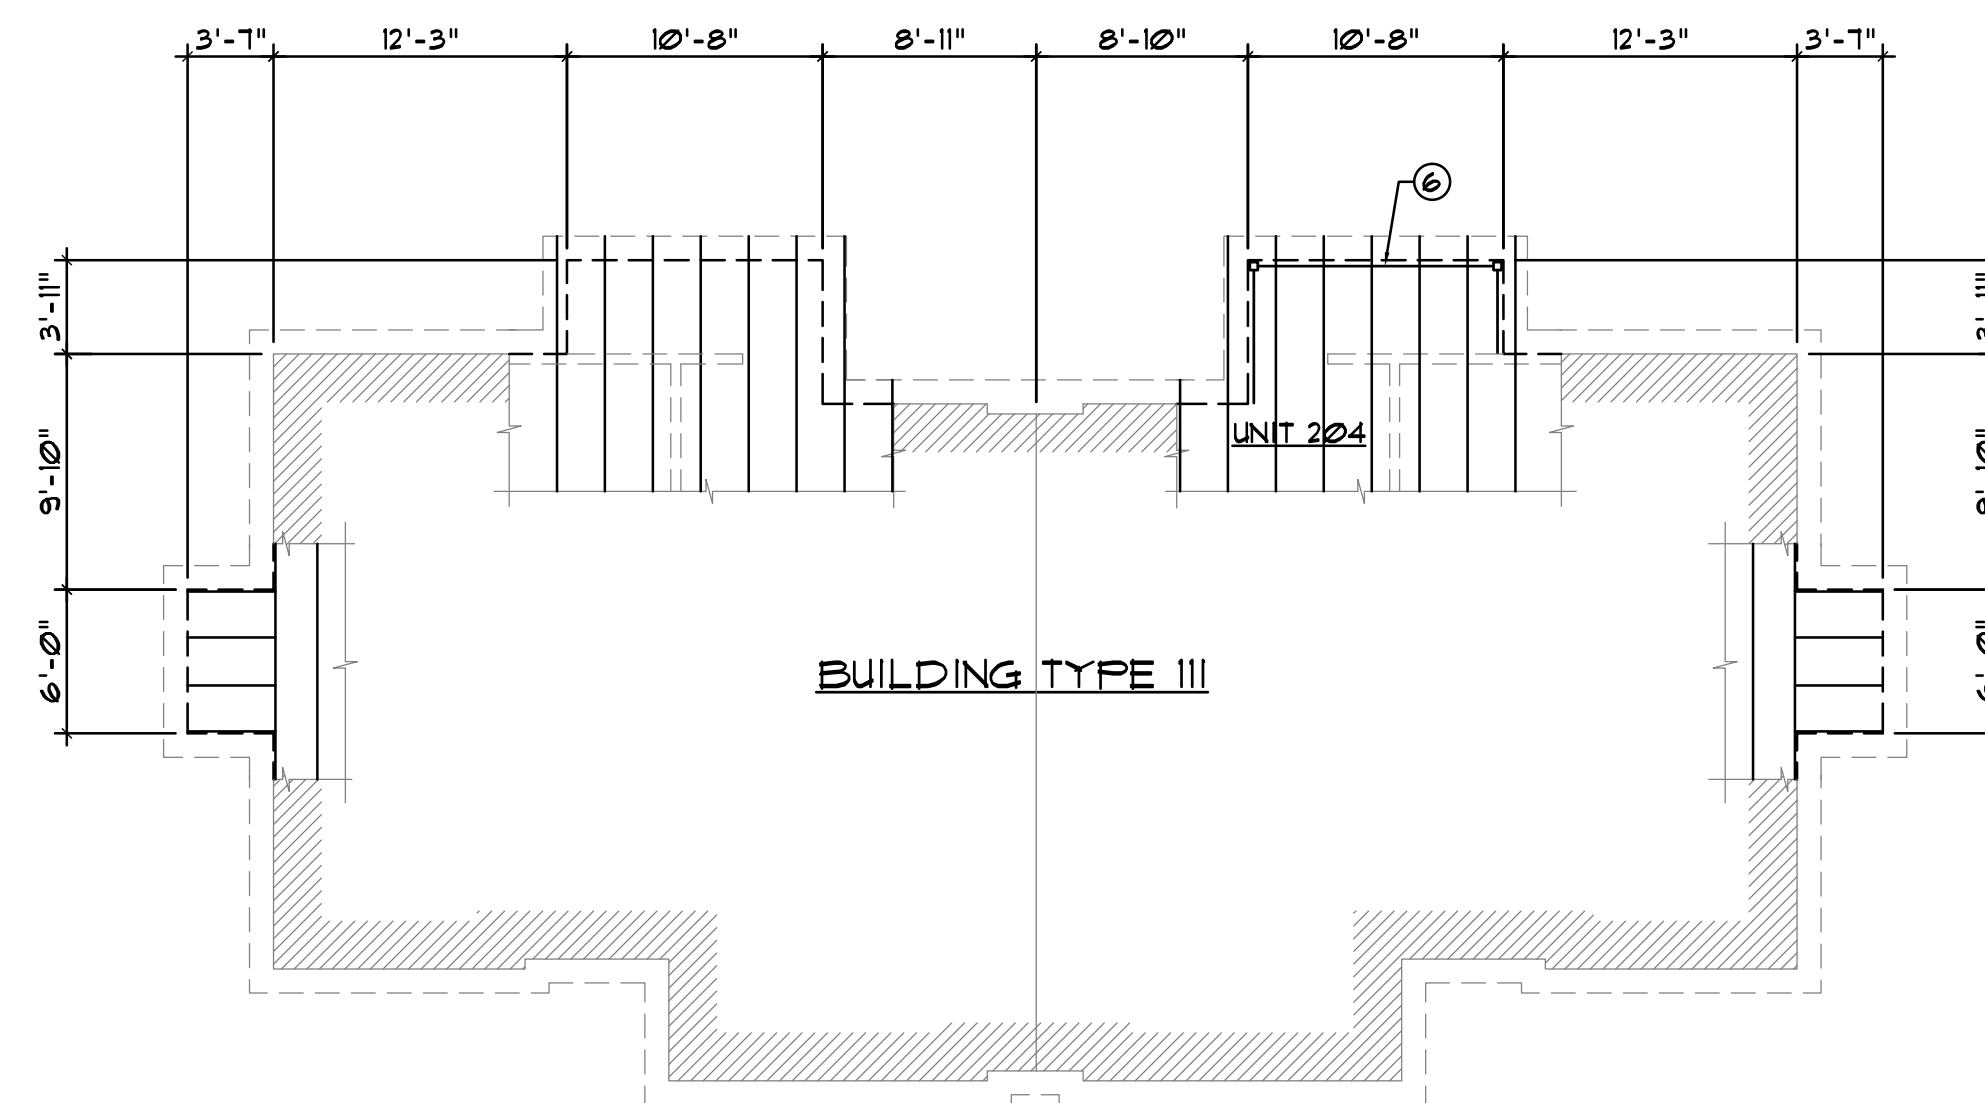 3'-7" 12'-3" 10'-8" 8'-11" 8'-10" 10'-8" 12'-3" 3'-7"
6
3'-11"
UNIT 204
9'-10"
6'-0"
BUILDING TYPE III